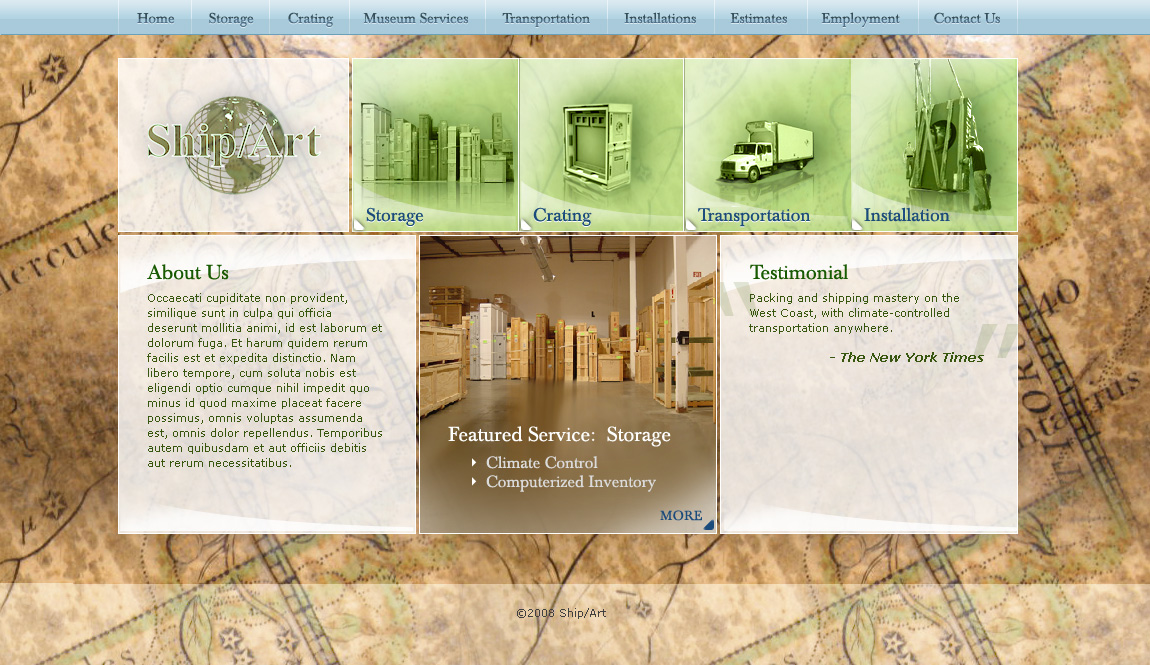 Home Storage Crating Museum Services Transportation Installations Estimates Employment Contact Us
Ship/Art
Storage
Crating
Transportation
Installation
About Us
Occaecati cupiditate non provident,
similique sunt in culpa qui officia
deserunt mollitia animi, id est laborum et
dolorum fuga. Et harum quidem rerum
facilis est et expedita distinctio. Nam
libero tempore, cum soluta nobis est
eligendi optio cumque nihil impedit quo
minus id quod maxime placeat facere
possimus, omnis voluptas assumenda
est, omnis dolor repellendus. Temporibus
autem quibusdam et aut officiis debitis
aut rerum necessitatibus.
Featured Service: Storage
Climate Control
Computerized Inventory
MORE
Testimonial
Packing and shipping mastery on the
West Coast, with climate-controlled
transportation anywhere.
- The New York Times
©2008 Ship/Art